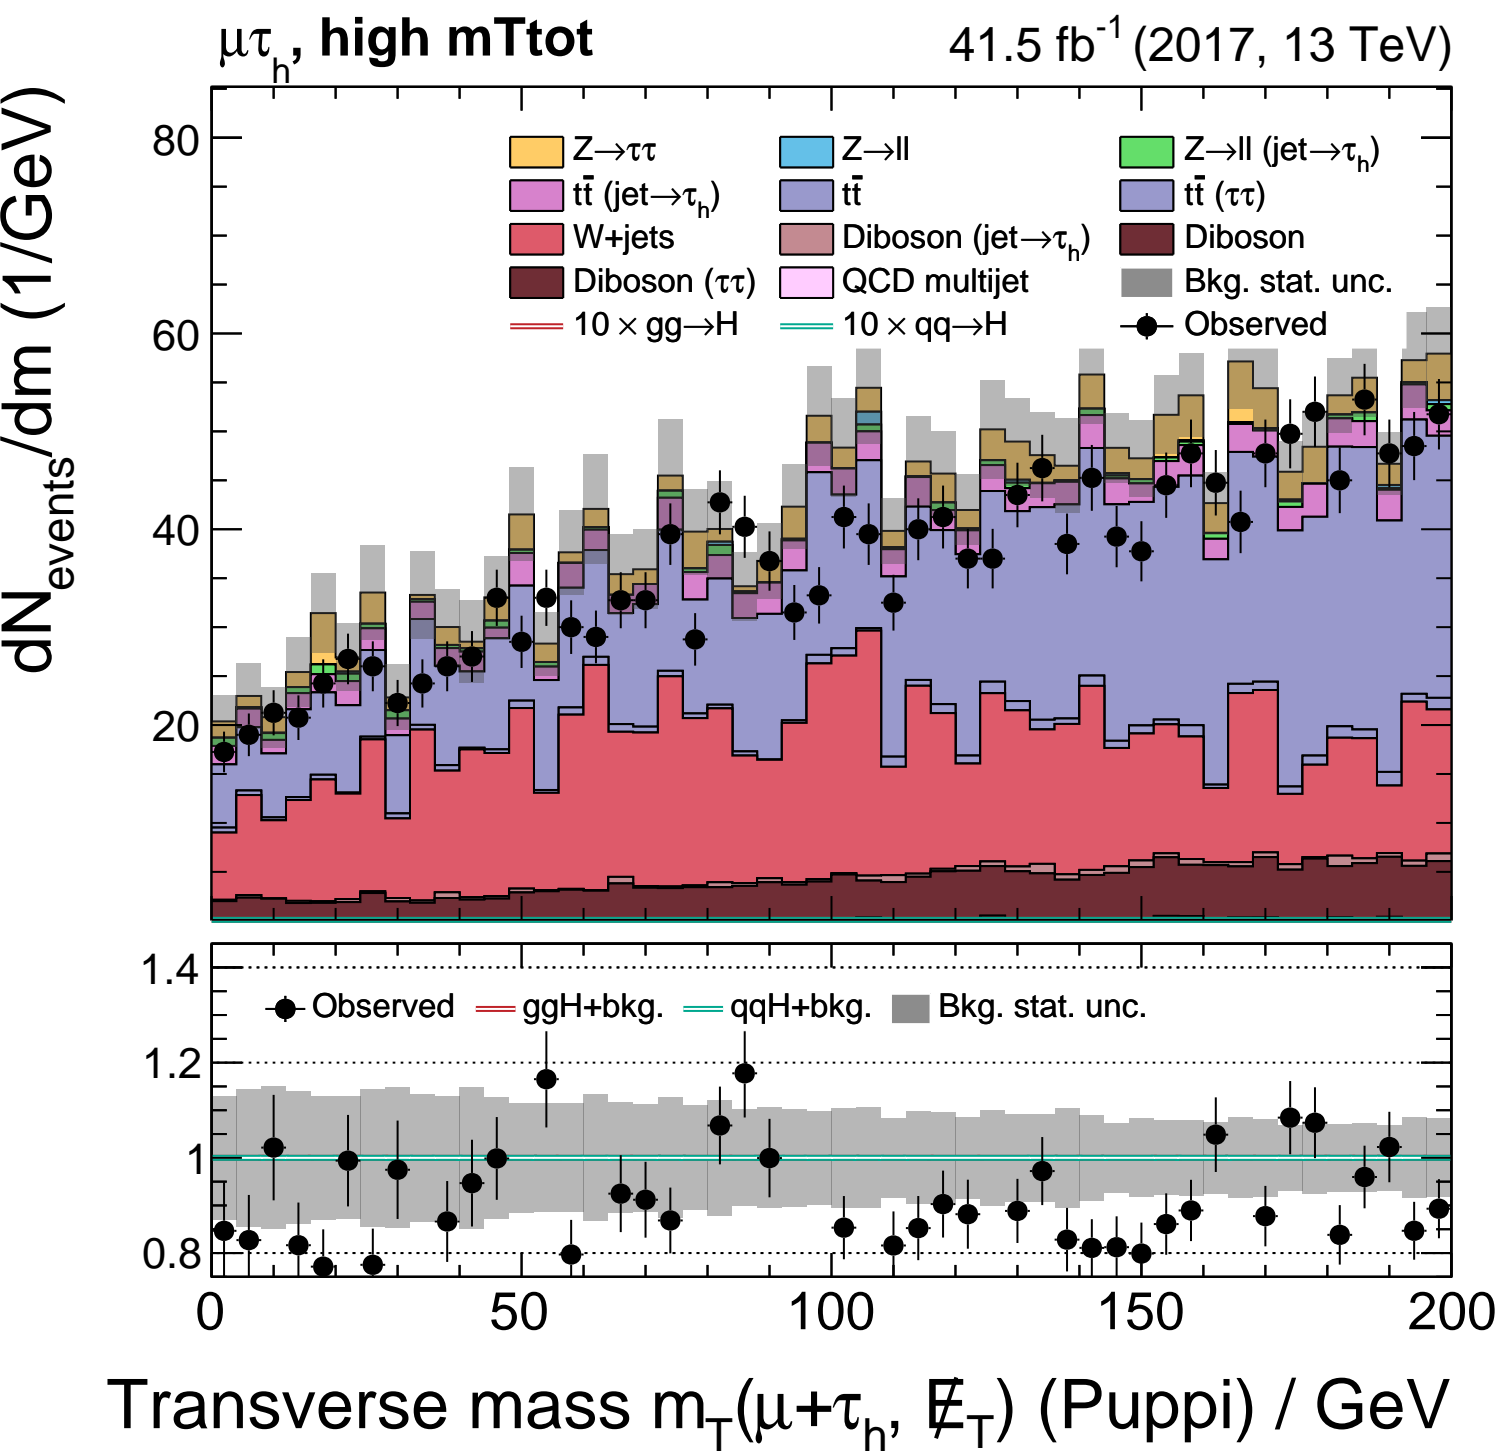 μτh, high mTtot
41.5 fb-1 (2017, 13 TeV)
dNevents/dm (1/GeV)
80
60
40
20
Z→ττ
Z→ll
Z→ll (jet→τh)
tt̄ (jet→τh)
tt̄
tt̄ (ττ)
W+jets
Diboson (jet→τh)
Diboson
Diboson (ττ)
QCD multijet
Bkg. stat. unc.
10 × gg→H
10 × qq→H
Observed
1.4
1.2
1
0.8
Observed
ggH+bkg.
qqH+bkg.
Bkg. stat. unc.
0 50 100 150 200
Transverse mass mT(μ+τh, E̸T) (Puppi) / GeV